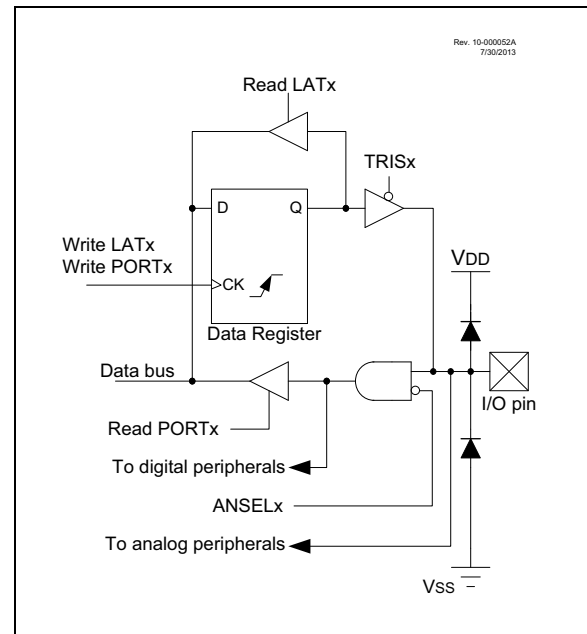 Rev. 10-000052A
7/30/2013
Read LATx
TRISx
D
Q
Write LATx
Write PORTx
CK
VDD
Data Register
Data bus
I/O pin
Read PORTx
To digital peripherals
ANSELx
To analog peripherals
VSS